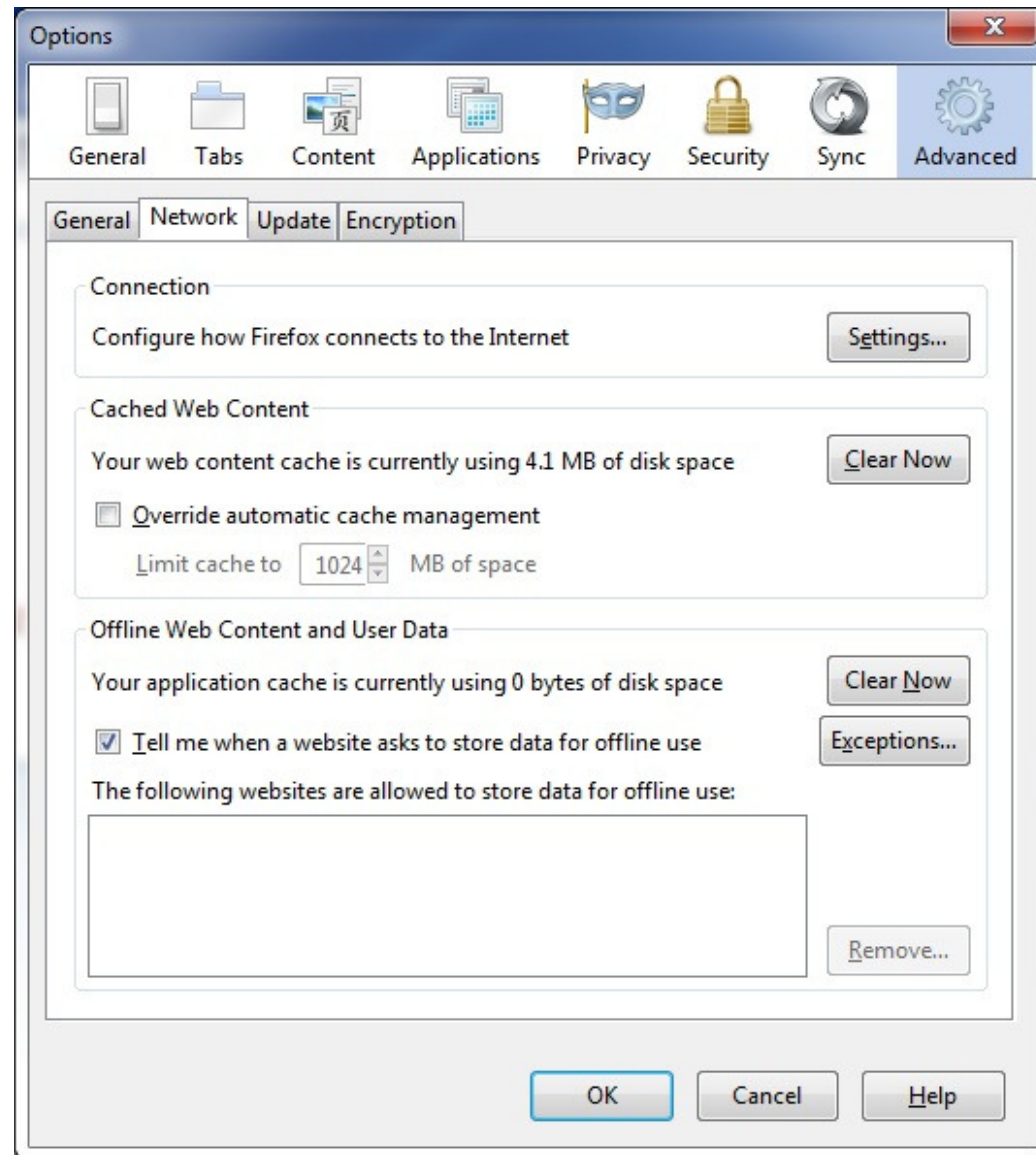 Options
页
General Tabs Content Applications Privacy Security Sync Advanced
General Network Update Encryption
Connection
Configure how Firefox connects to the Internet Settings...
Cached Web Content
Your web content cache is currently using 4.1 MB of disk space Clear Now
Override automatic cache management
Limit cache to 1024 MB of space
Offline Web Content and User Data
Your application cache is currently using 0 bytes of disk space Clear Now
Tell me when a website asks to store data for offline use Exceptions...
The following websites are allowed to store data for offline use:
Remove...
OK Cancel Help